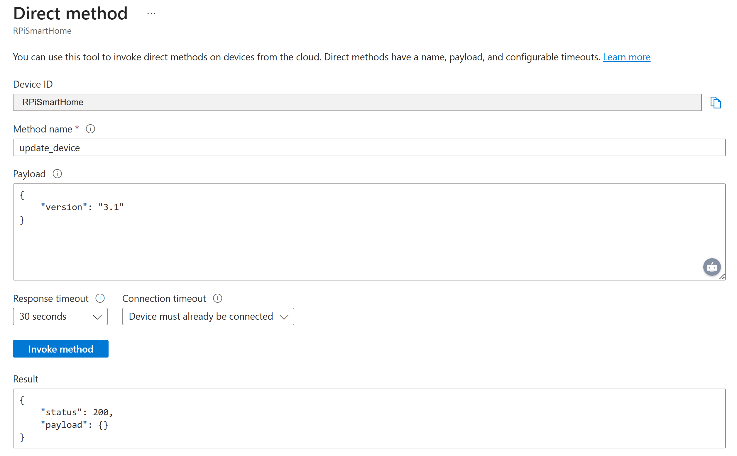 Direct method ...
RPiSmartHome
You can use this tool to invoke direct methods on devices from the cloud. Direct methods have a name, payload, and configurable timeouts. Learn more
Device ID
RPiSmartHome
Method name *
update_device
Payload
{
"version": "3.1"
}
Response timeout Connection timeout
30 seconds Device must already be connected
Invoke method
Result
{
"status": 200,
"payload": {}
}